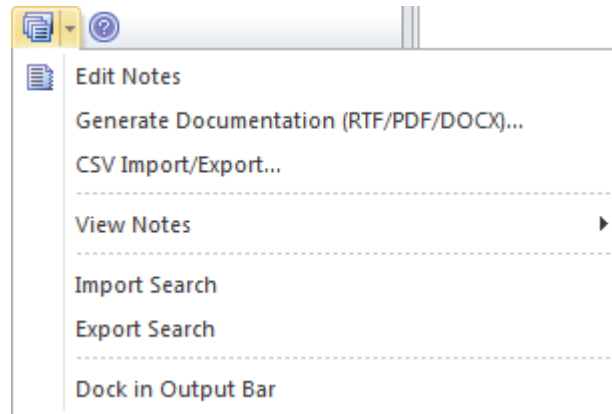 Edit Notes
Generate Documentation (RTF/PDF/DOCX)...
CSV Import/Export...
View Notes
Import Search
Export Search
Dock in Output Bar